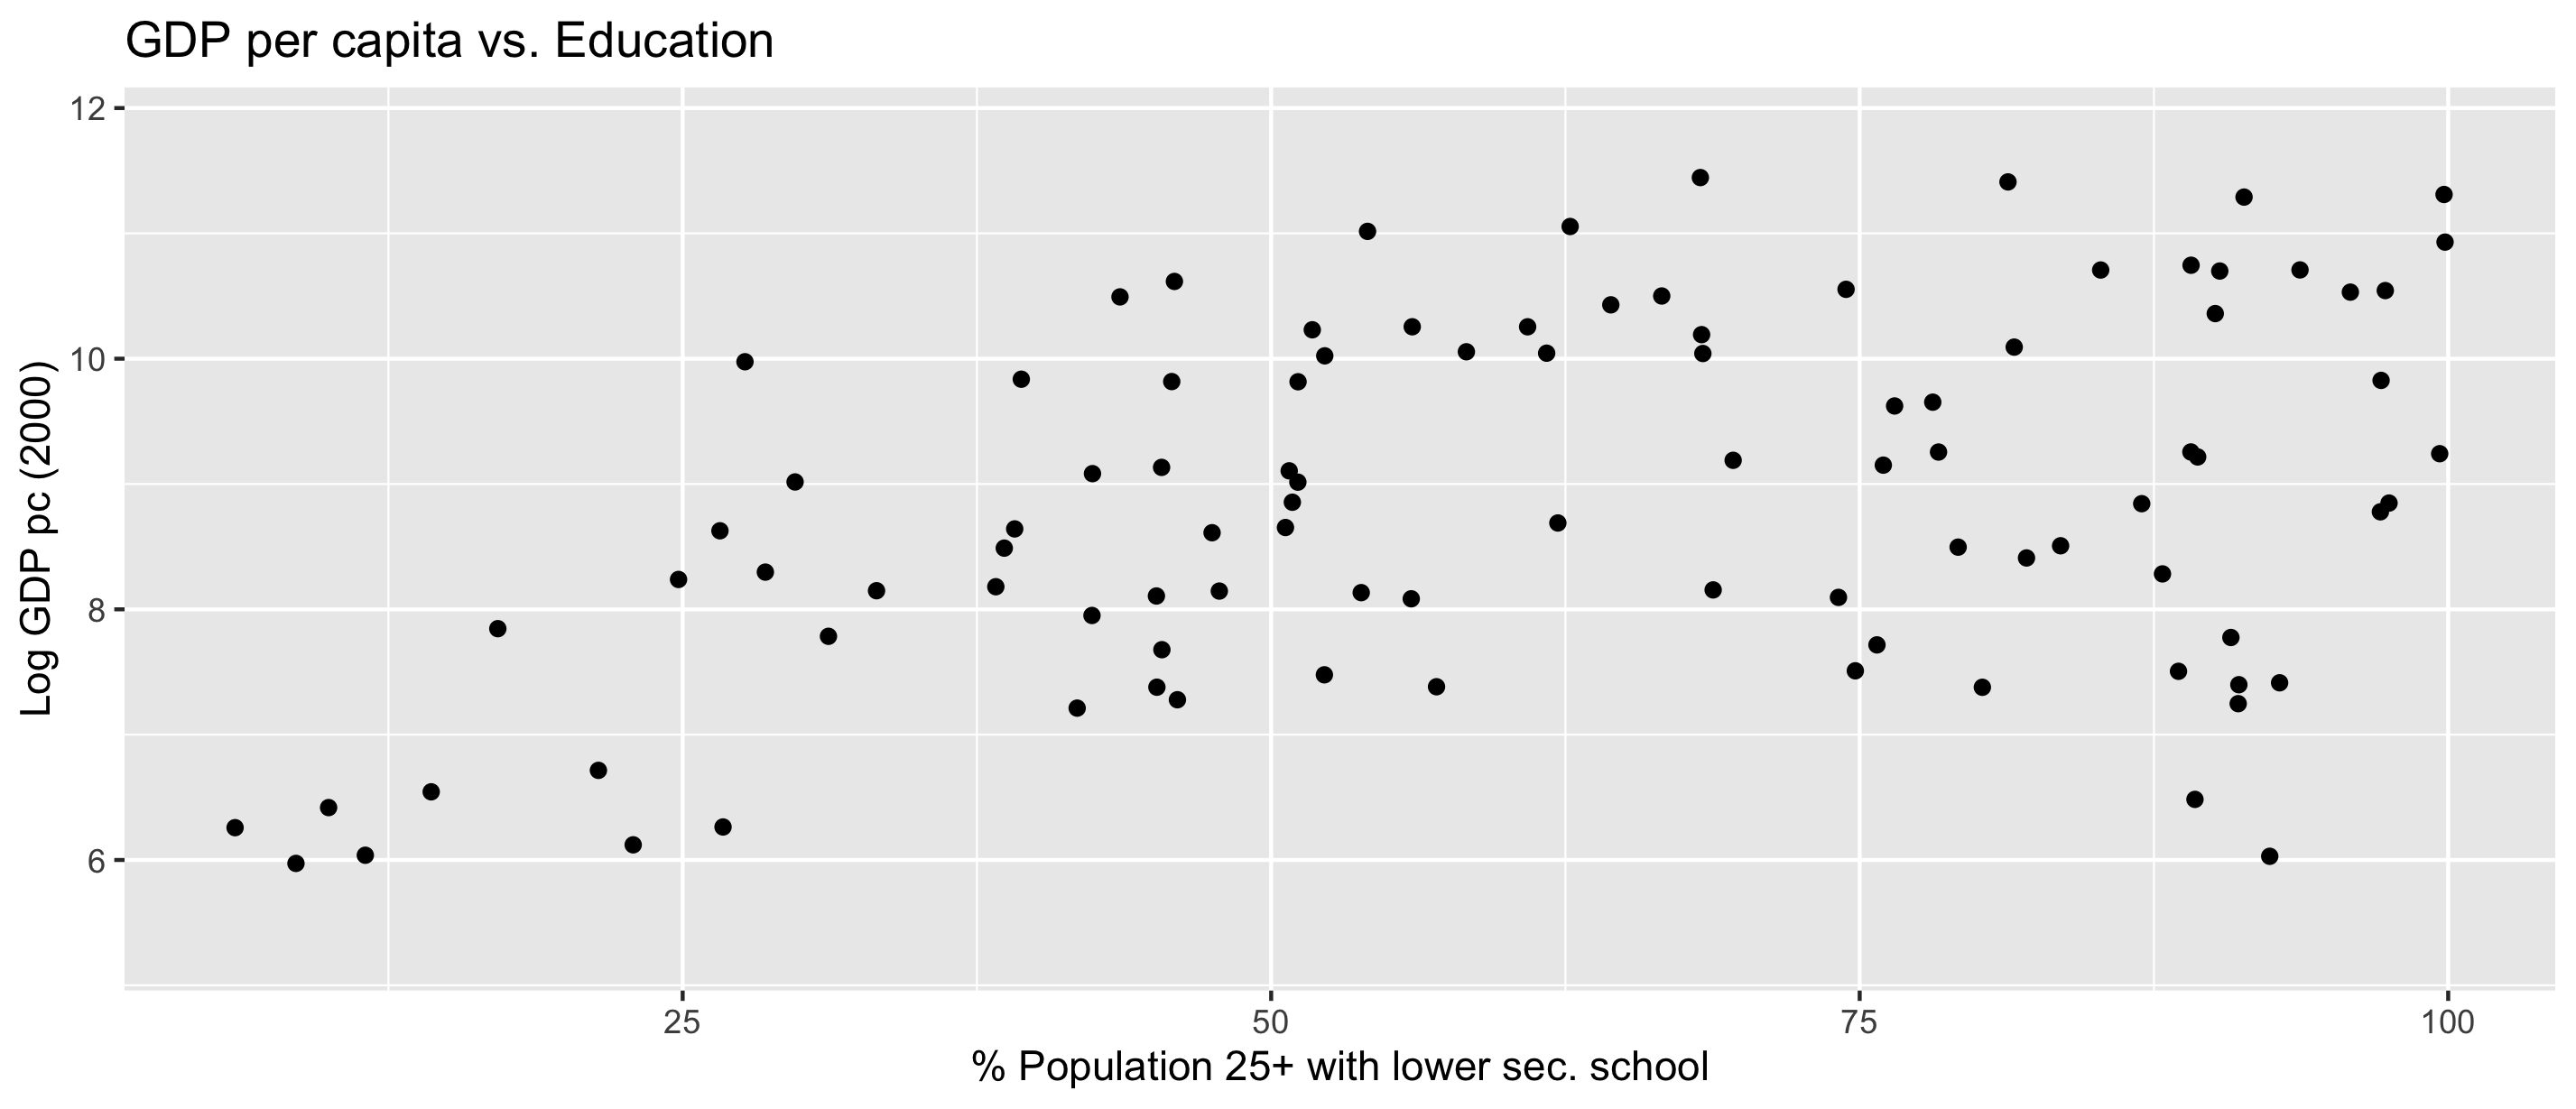 GDP per capita vs. Education
Log GDP pc (2000)
12
10
8
6
25 50 75 100
% Population 25+ with lower sec. school